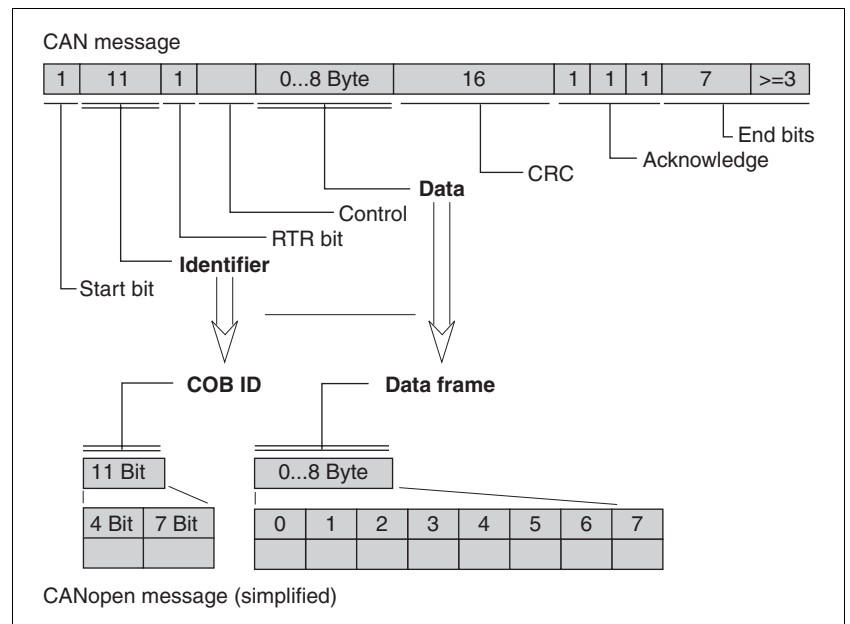 CAN message
1 11 1 0...8 Byte 16 1 1 1 7 >=3
End bits
Acknowledge
CRC
Data
Control
RTR bit
Identifier
Start bit
COB ID Data frame
11 Bit 0...8 Byte
4 Bit 7 Bit 0 1 2 3 4 5 6 7
CANopen message (simplified)